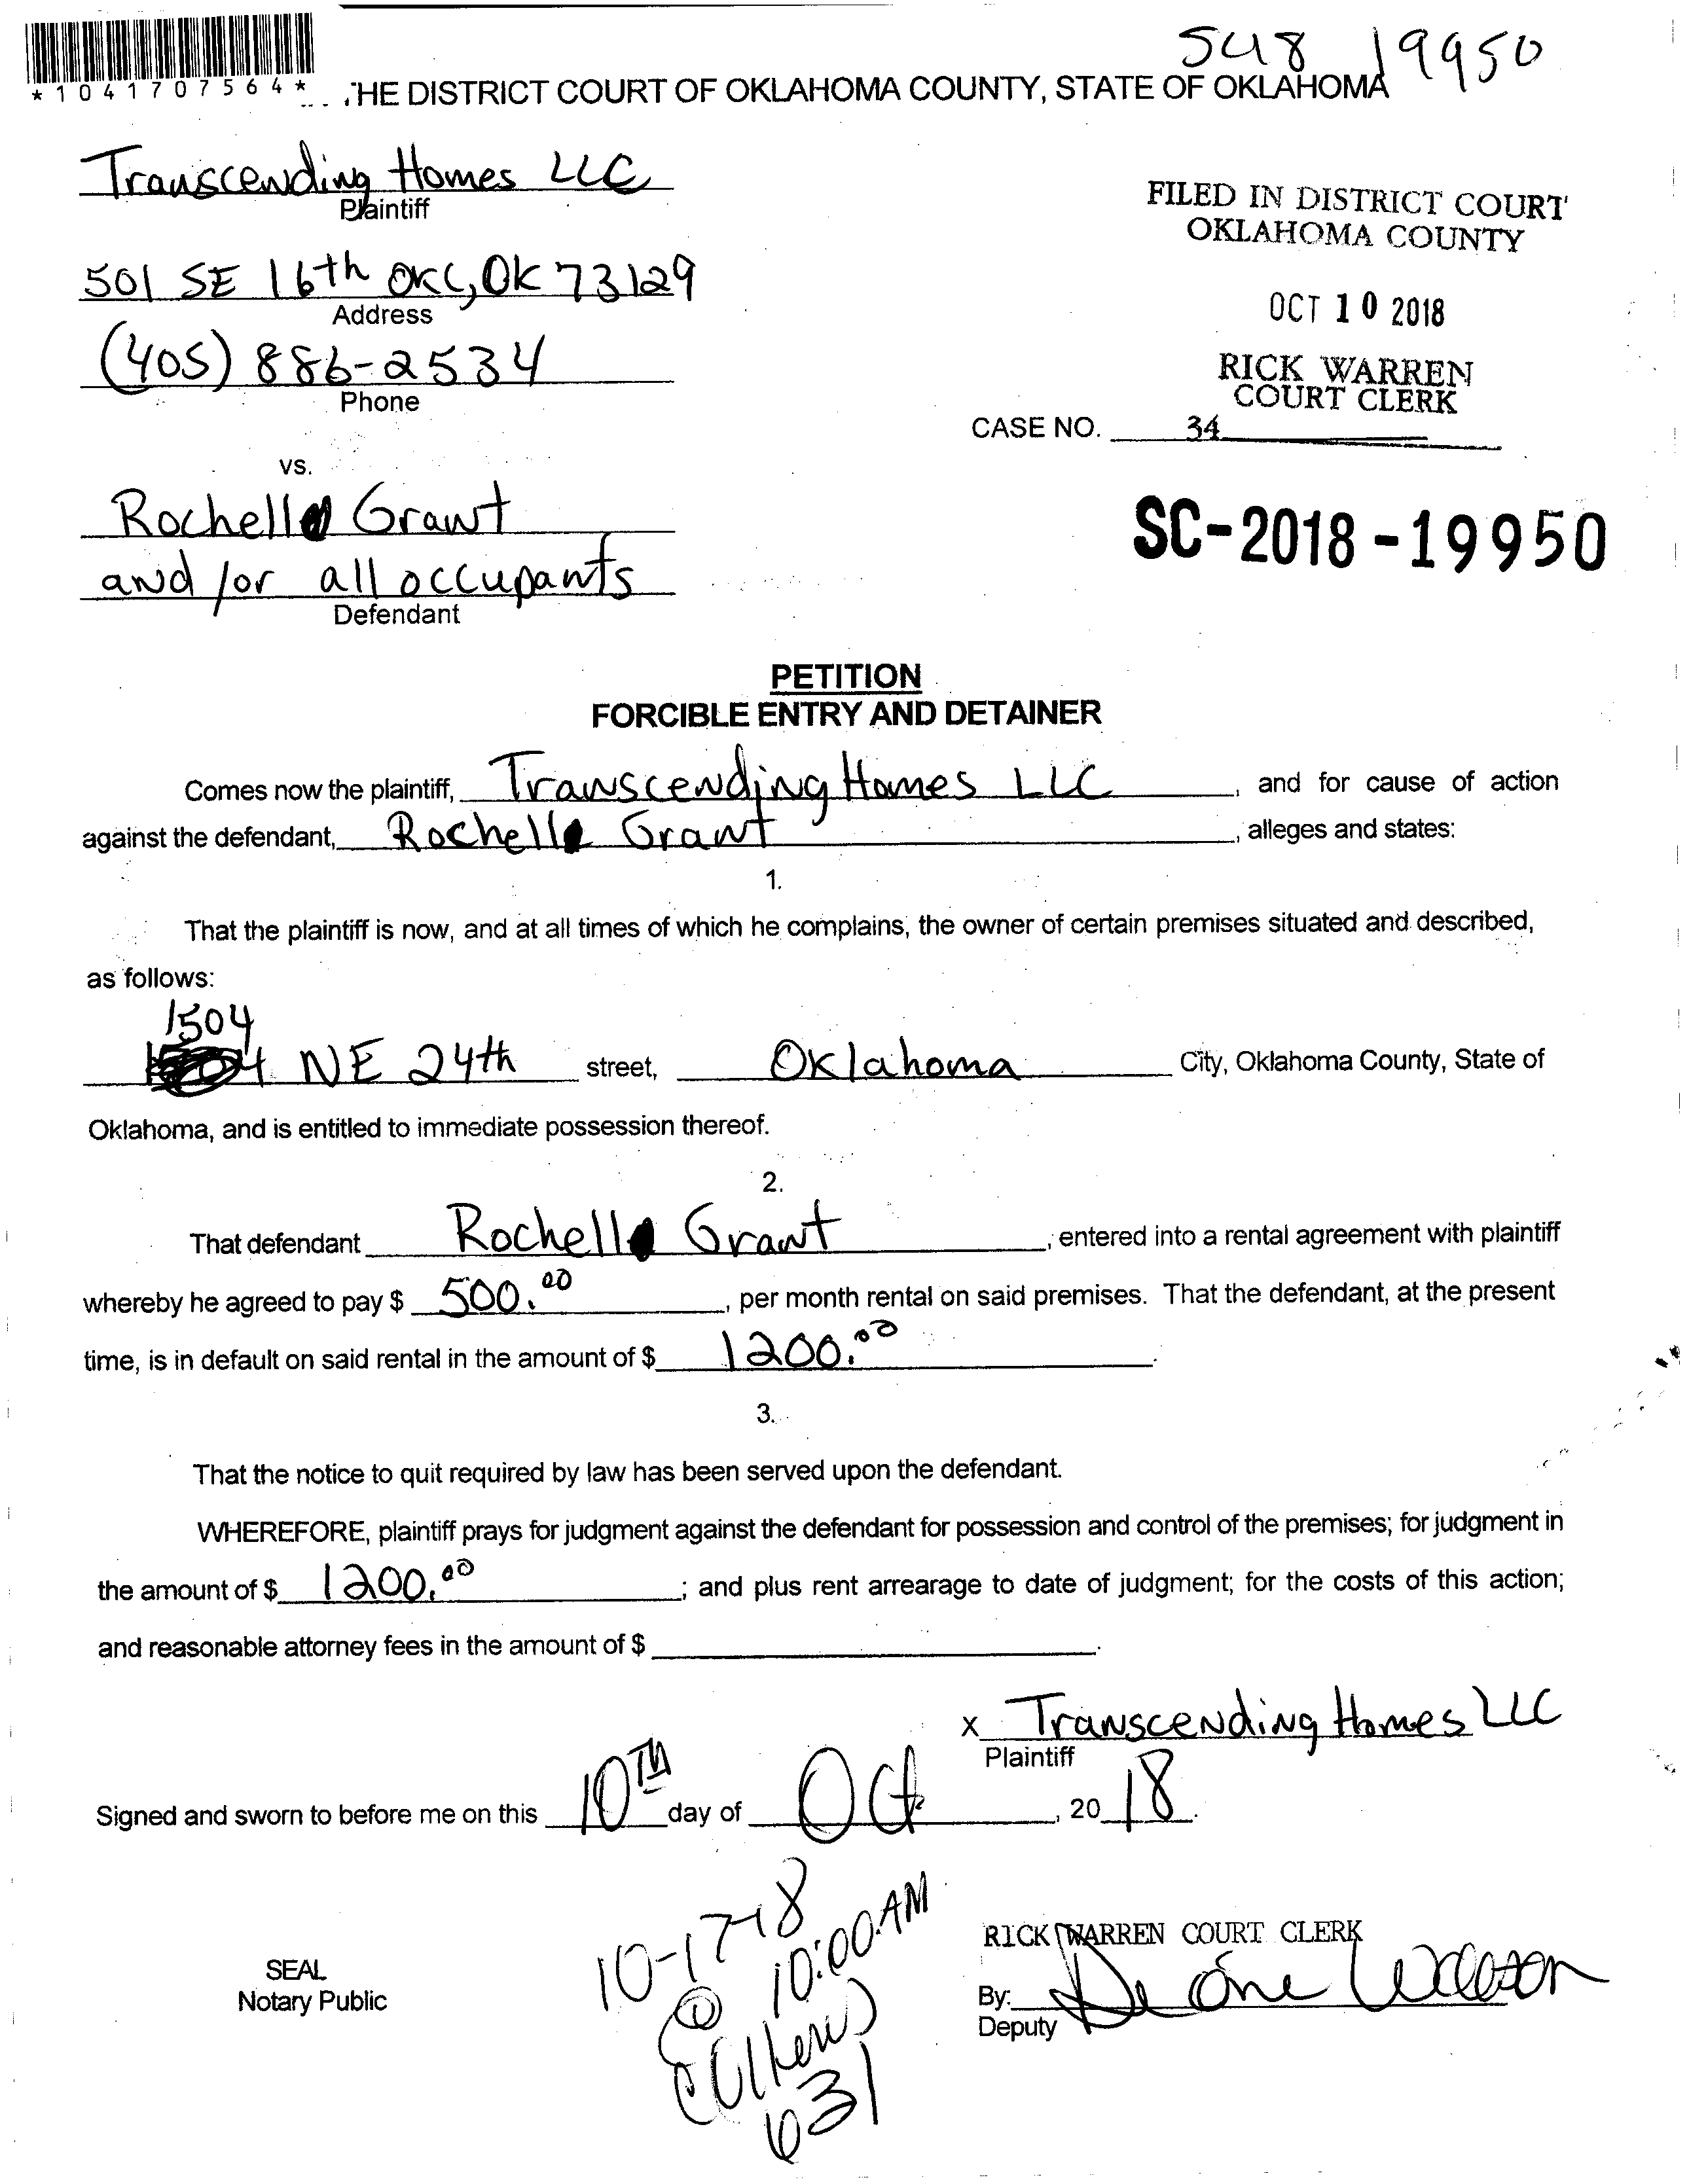 *1041707564*
SC18 19950
THE DISTRICT COURT OF OKLAHOMA COUNTY, STATE OF OKLAHOMA
Transcending Homes LLC
Plaintiff
501 SE 16th OKC, OK 73129
Address
(405) 886-2534
Phone
FILED IN DISTRICT COURT
OKLAHOMA COUNTY
OCT 10 2018
RICK WARREN
COURT CLERK
CASE NO. 34
vs.
Rochelle Grant
and/or all occupants
Defendant
SC-2018-19950
PETITION
FORCIBLE ENTRY AND DETAINER
Comes now the plaintiff, Transcending Homes LLC, and for cause of action
against the defendant, Rochelle Grant, alleges and states:
1.
That the plaintiff is now, and at all times of which he complains, the owner of certain premises situated and described,
as follows:
1504
NE 24th street, Oklahoma City, Oklahoma County, State of
Oklahoma, and is entitled to immediate possession thereof.
2.
That defendant Rochelle Grant, entered into a rental agreement with plaintiff
whereby he agreed to pay $ 500.00, per month rental on said premises. That the defendant, at the present
time, is in default on said rental in the amount of $ 1200.00.
3.
That the notice to quit required by law has been served upon the defendant.
WHEREFORE, plaintiff prays for judgment against the defendant for possession and control of the premises; for judgment in
the amount of $ 1200.00; and plus rent arrearage to date of judgment; for the costs of this action;
and reasonable attorney fees in the amount of $ .
X Transcending Homes LLC
Plaintiff
Signed and sworn to before me on this 10TH day of Oct, 2018.
10-17-18
@ 10:00 AM
631
SEAL
Notary Public
RICK WARREN COURT CLERK
By:
Deputy